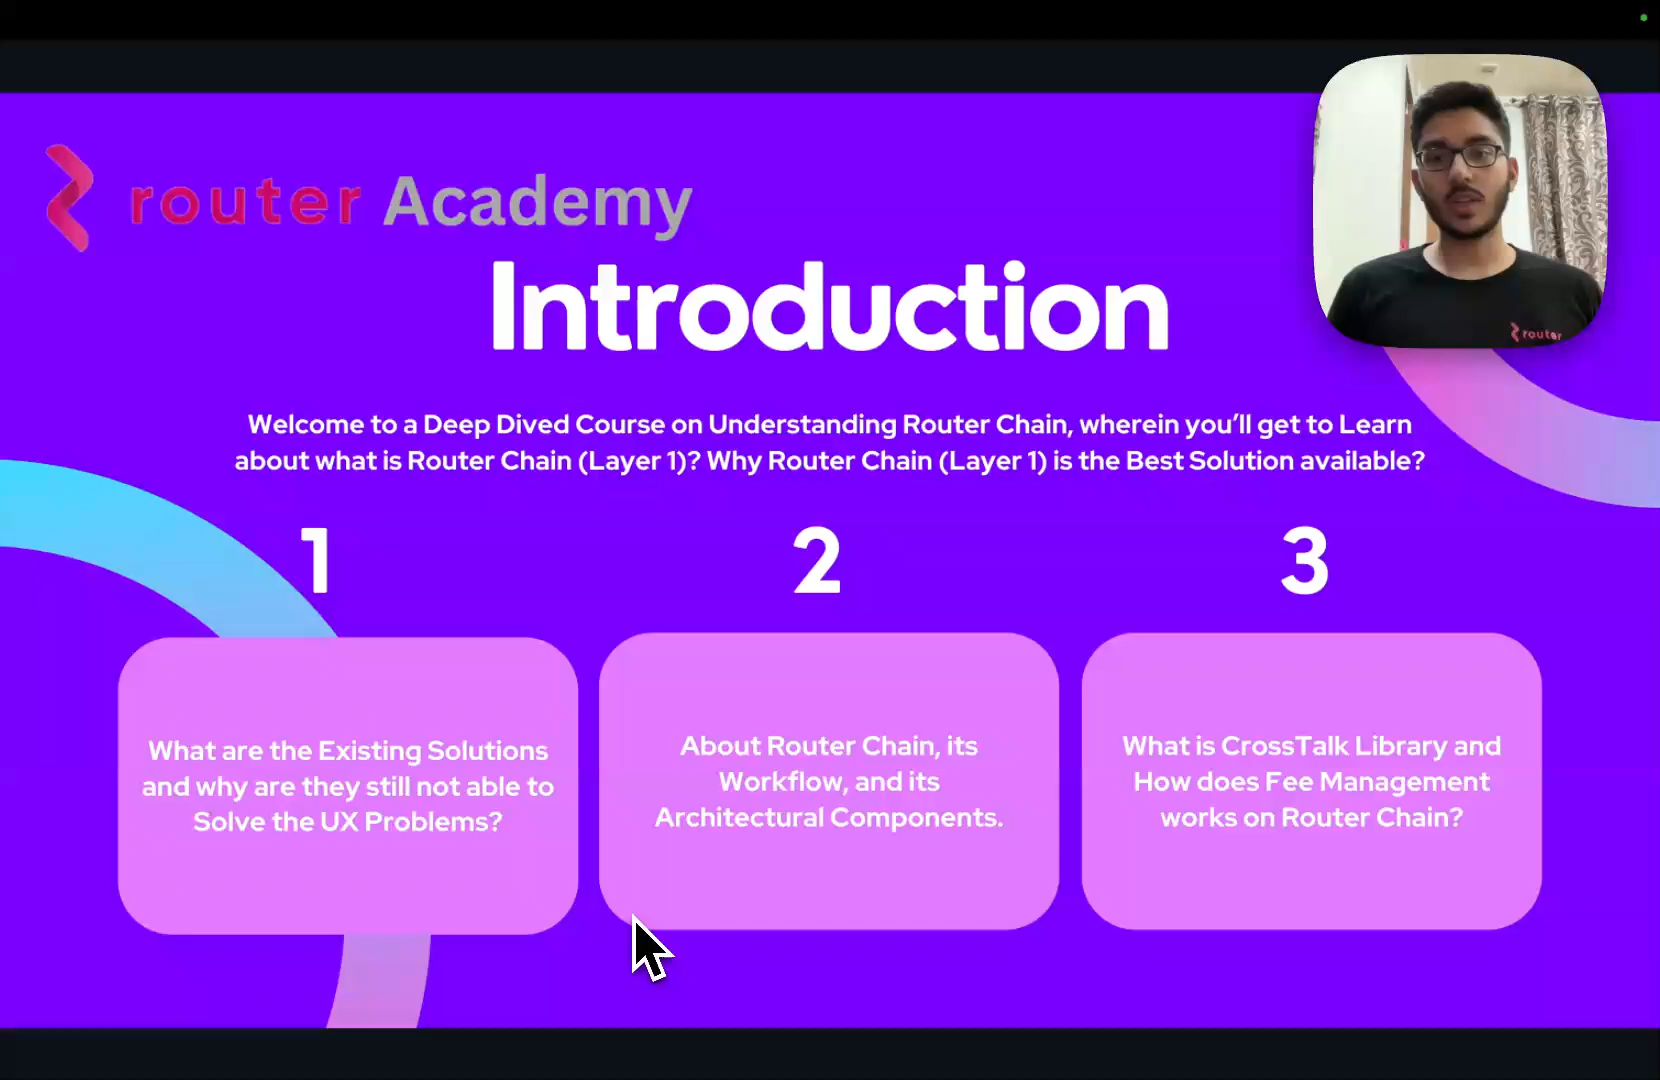 router Academy
Introduction
Welcome to a Deep Dived Course on Understanding Router Chain, wherein you’ll get to Learn
about what is Router Chain (Layer 1)? Why Router Chain (Layer 1) is the Best Solution available?
1
2
3
What are the Existing Solutions
and why are they still not able to
Solve the UX Problems?
About Router Chain, its
Workflow, and its
Architectural Components.
What is CrossTalk Library and
How does Fee Management
works on Router Chain?
router